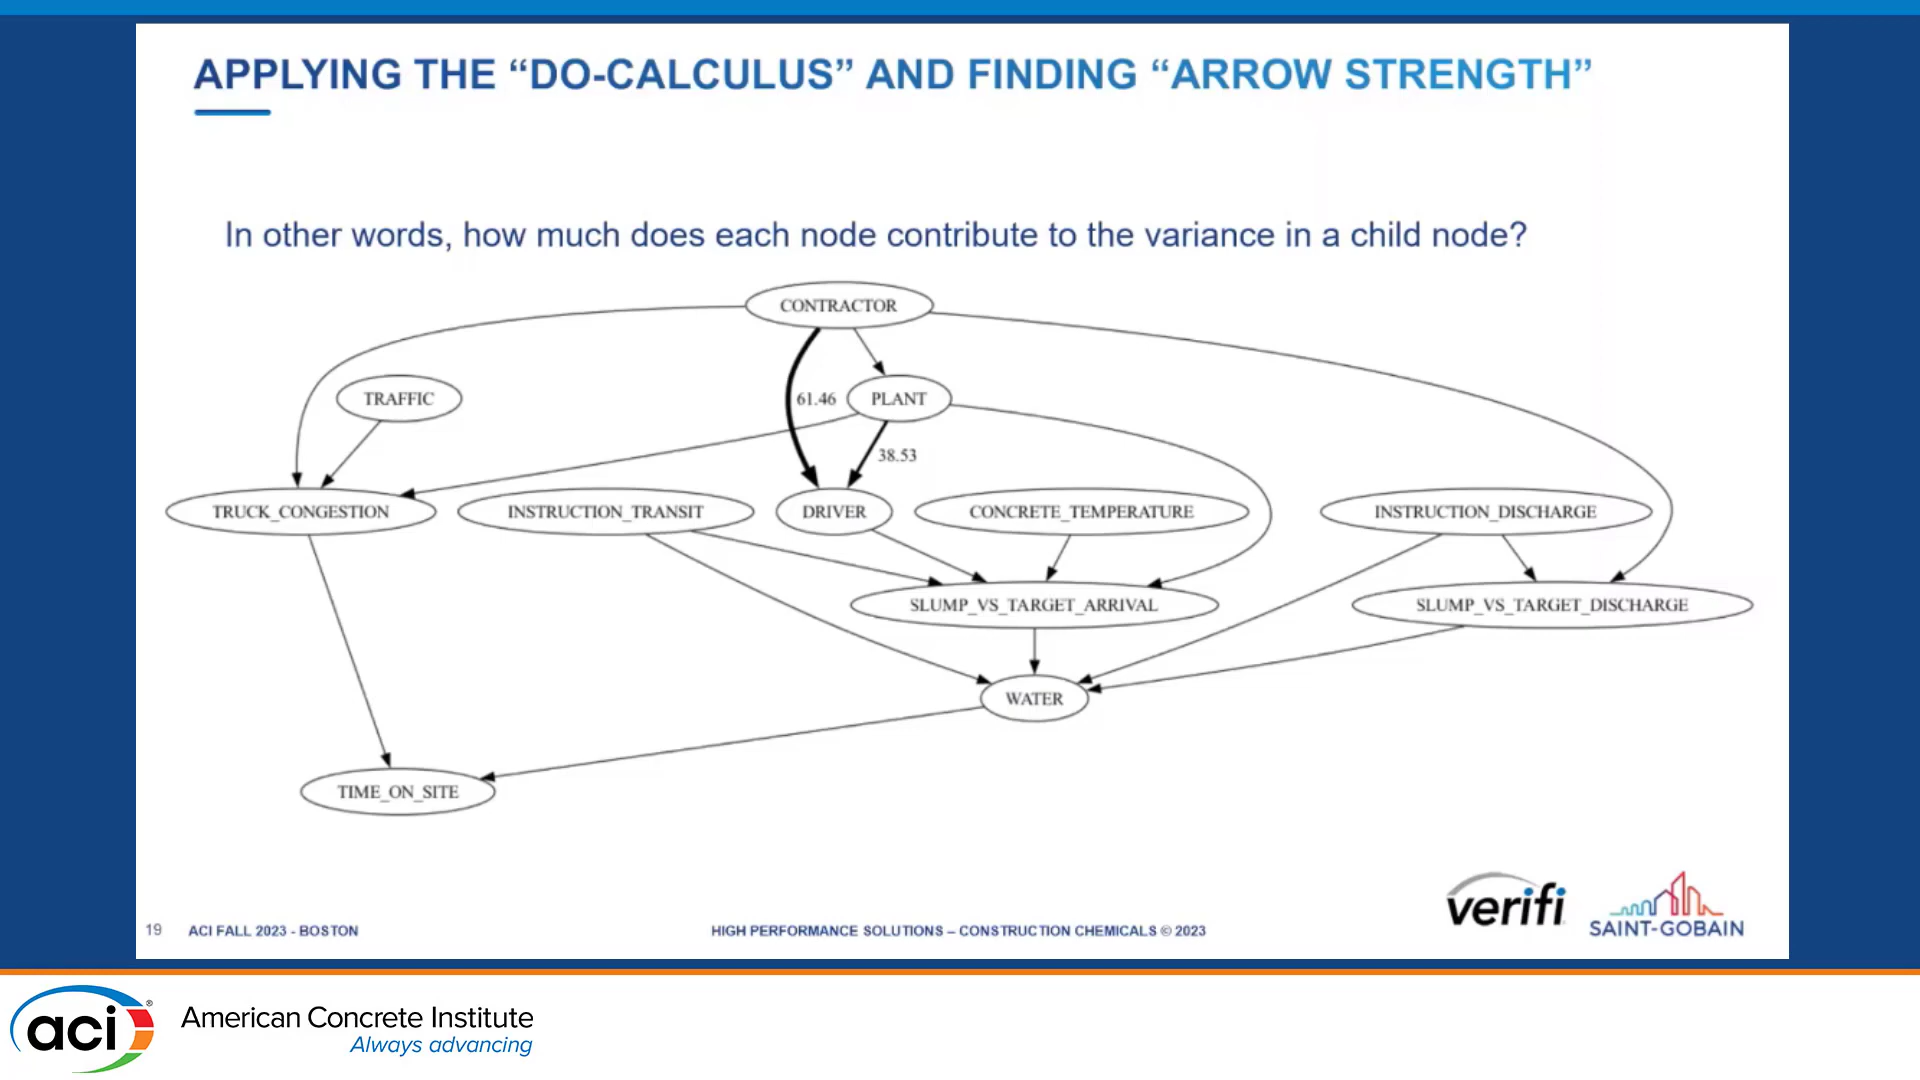 APPLYING THE “DO-CALCULUS” AND FINDING “ARROW STRENGTH”
In other words, how much does each node contribute to the variance in a child node?
CONTRACTOR
TRAFFIC
61.46
PLANT
38.53
TRUCK_CONGESTION
INSTRUCTION_TRANSIT
DRIVER
CONCRETE_TEMPERATURE
INSTRUCTION_DISCHARGE
SLUMP_VS_TARGET_ARRIVAL
SLUMP_VS_TARGET_DISCHARGE
WATER
TIME_ON_SITE
verifi
SAINT-GOBAIN
19 ACI FALL 2023 - BOSTON
HIGH PERFORMANCE SOLUTIONS – CONSTRUCTION CHEMICALS © 2023
aci®
American Concrete Institute
Always advancing